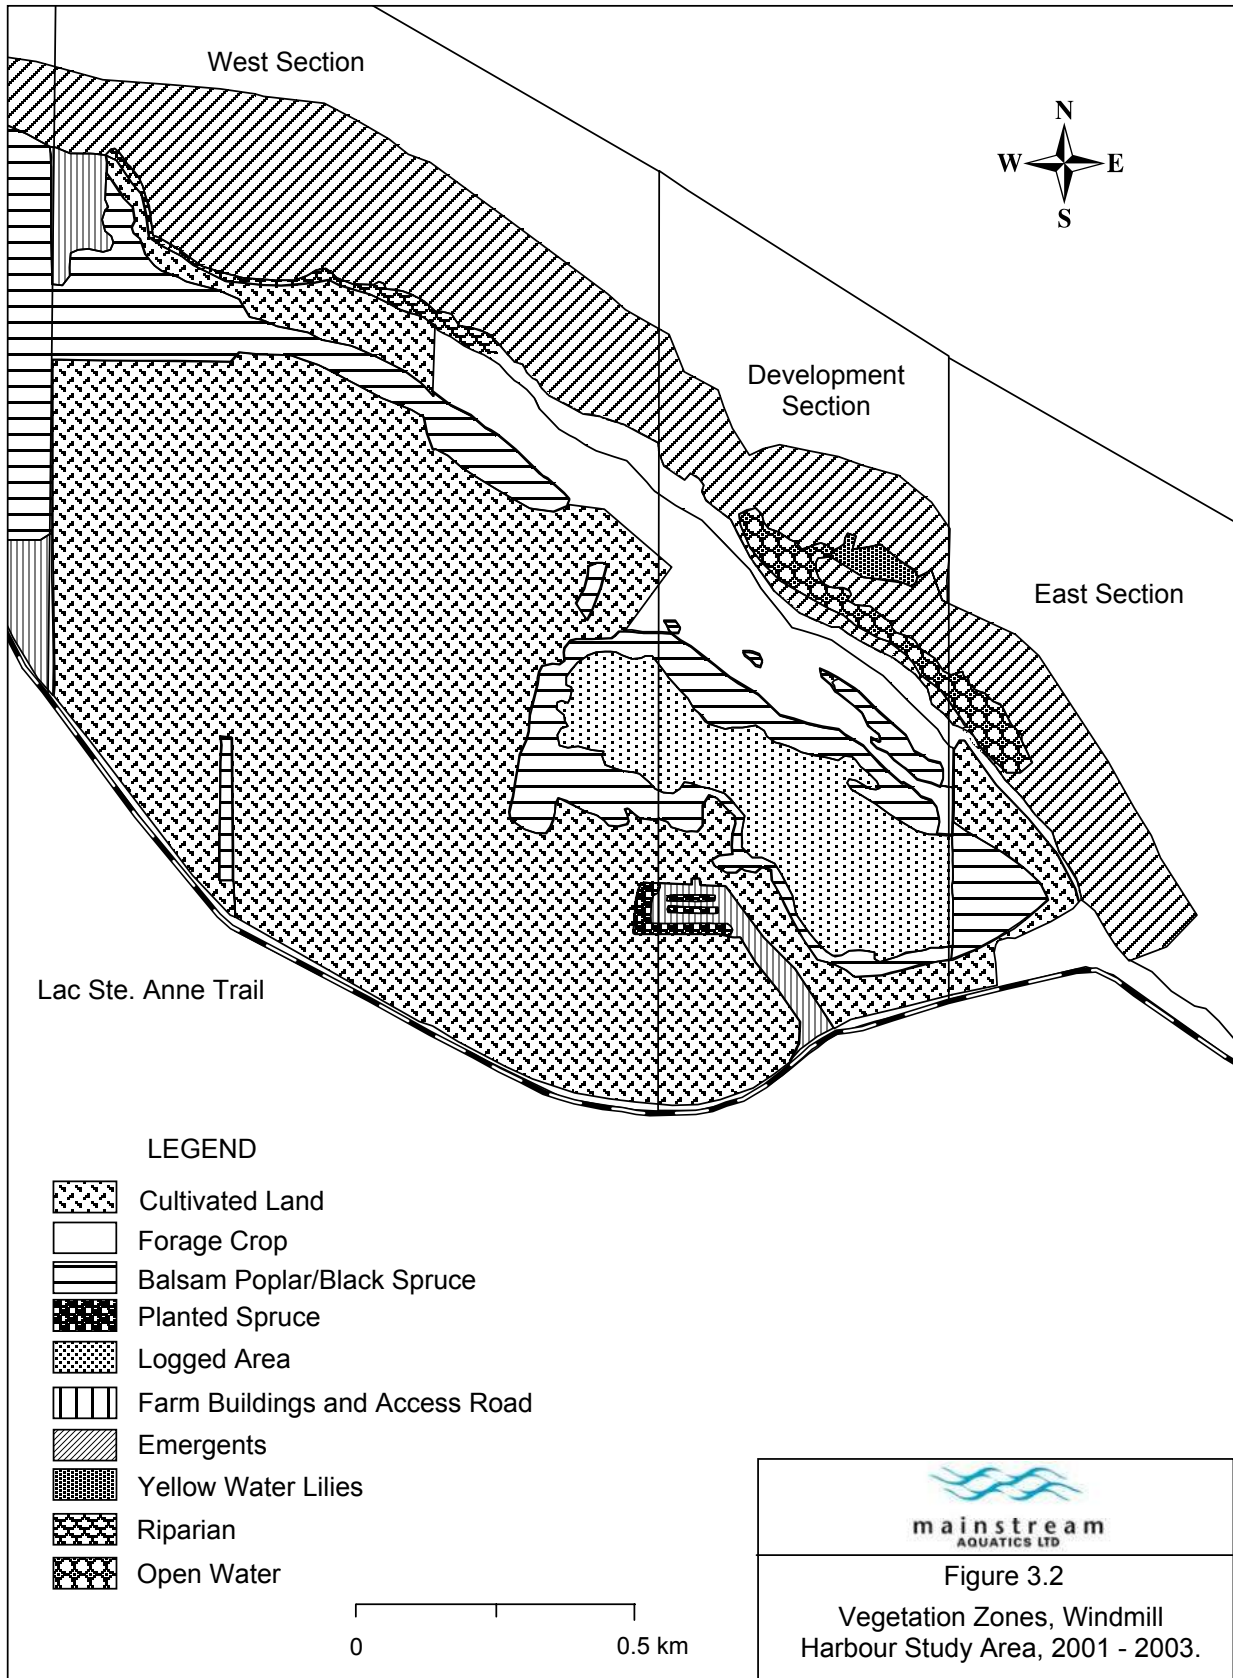 West Section
N
W
E
S
Development
Section
East Section
Lac Ste. Anne Trail
LEGEND
Cultivated Land
Forage Crop
Balsam Poplar/Black Spruce
Planted Spruce
Logged Area
Farm Buildings and Access Road
Emergents
Yellow Water Lilies
Riparian
Open Water
0
0.5 km
mainstream
AQUATICS LTD
Figure 3.2
Vegetation Zones, Windmill
Harbour Study Area, 2001 - 2003.